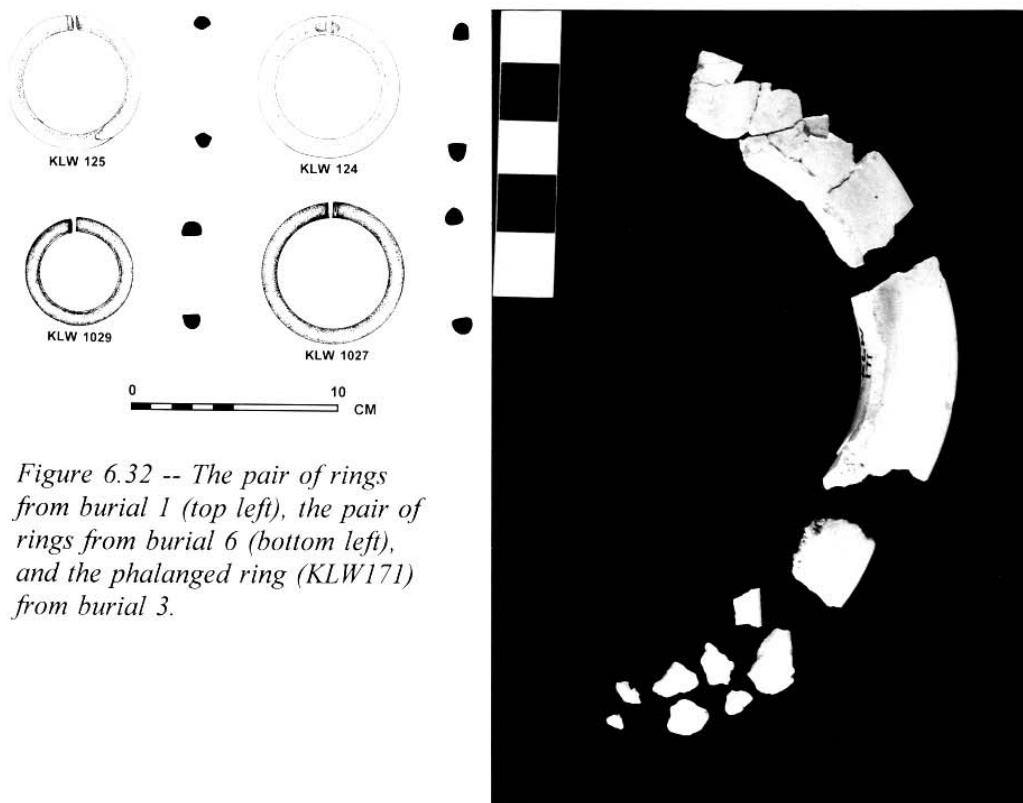 KLW 125
KLW 124
KLW 1029
KLW 1027
0 10
CM
Figure 6.32 -- The pair of rings
from burial 1 (top left), the pair of
rings from burial 6 (bottom left),
and the phalanged ring (KLW171)
from burial 3.